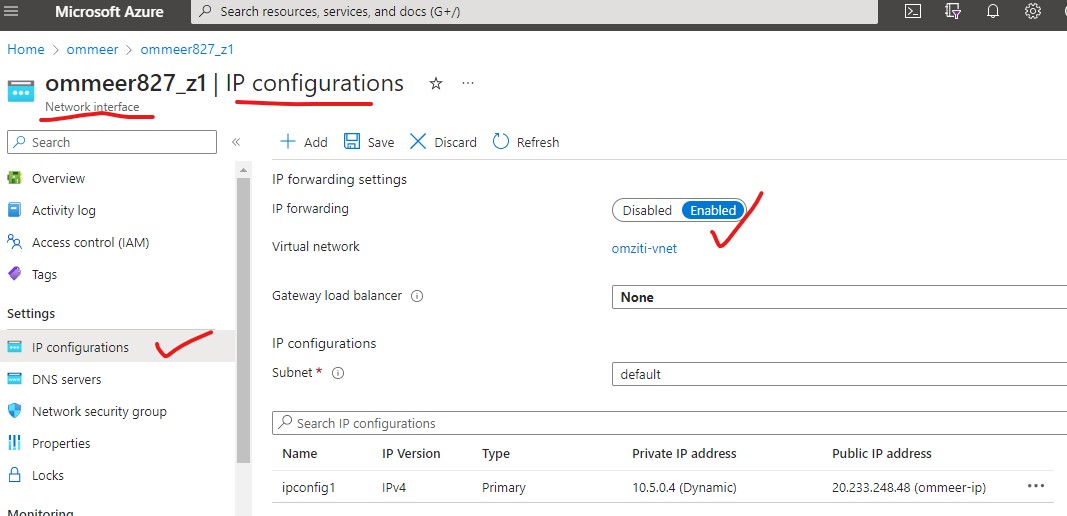 Microsoft Azure
Search resources, services, and docs (G+/)
Home > ommeer > ommeer827_z1
ommeer827_z1 | IP configurations
Network interface
Search
Add Save Discard Refresh
Overview
Activity log
Access control (IAM)
Tags
Settings
IP configurations
DNS servers
Network security group
Properties
Locks
Monitoring
IP forwarding settings
IP forwarding Disabled Enabled
Virtual network omziti-vnet
Gateway load balancer None
IP configurations
Subnet * default
Search IP configurations
Name IP Version Type Private IP address Public IP address
ipconfig1 IPv4 Primary 10.5.0.4 (Dynamic) 20.233.248.48 (ommeer-ip)